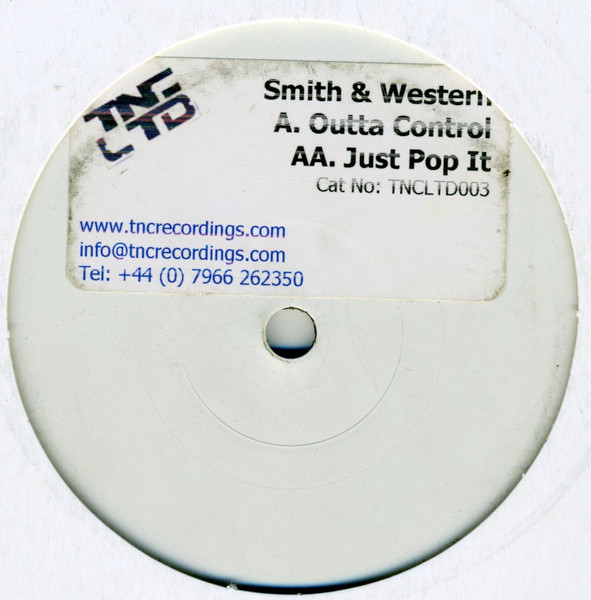 TNC
LTD
Smith & Western
A. Outta Control
AA. Just Pop It
Cat No: TNCLTD003
www.tncrecordings.com
info@tncrecordings.com
Tel: +44 (0) 7966 262350